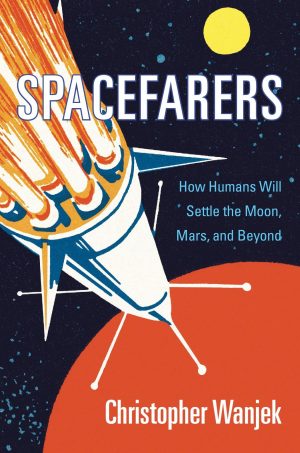 SPACEFARERS
How Humans Will
Settle the Moon,
Mars, and Beyond
Christopher Wanjek